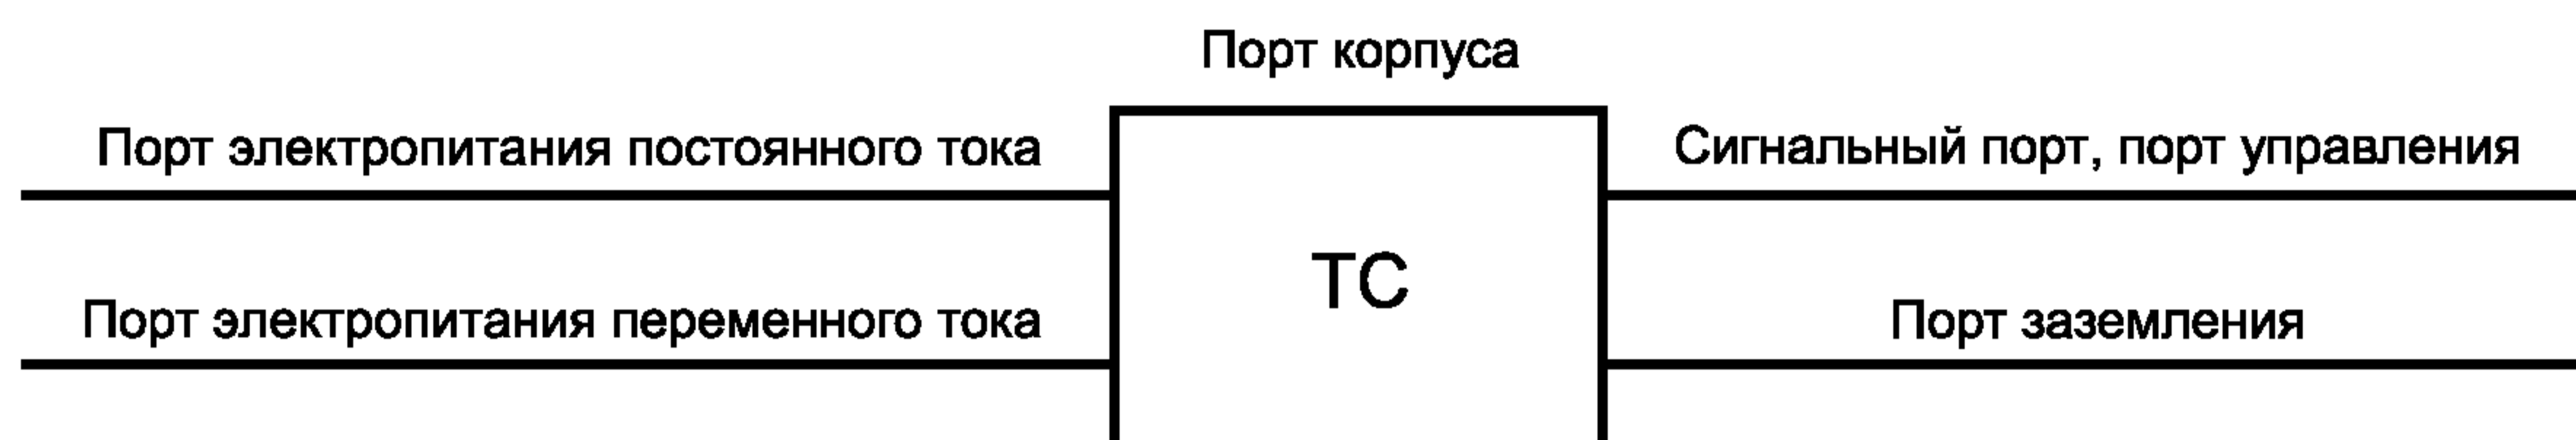 Порт корпуса
Порт электропитания постоянного тока
Сигнальный порт, порт управления
ТС
Порт электропитания переменного тока
Порт заземления